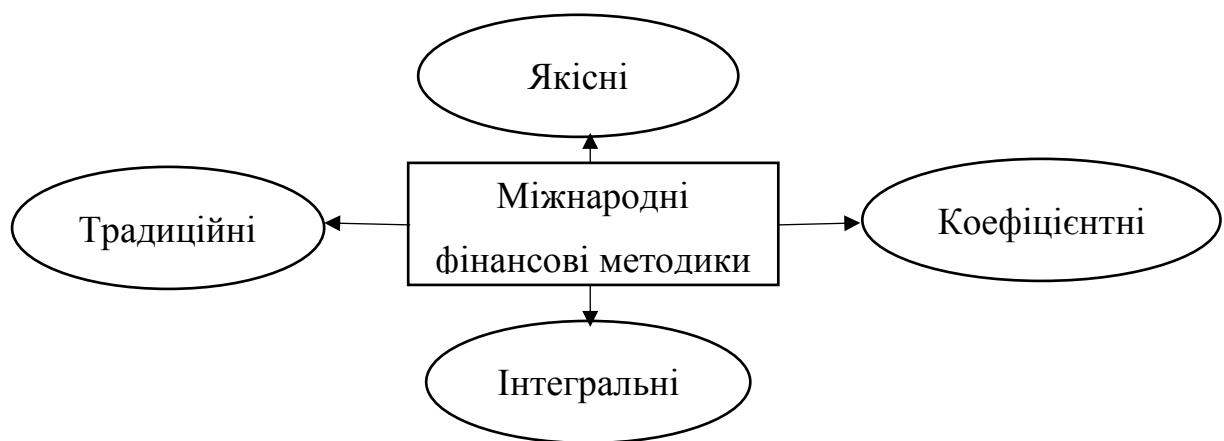 Якісні
Міжнародні
фінансові методики
Традиційні
Коефіцієнтні
Інтегральні